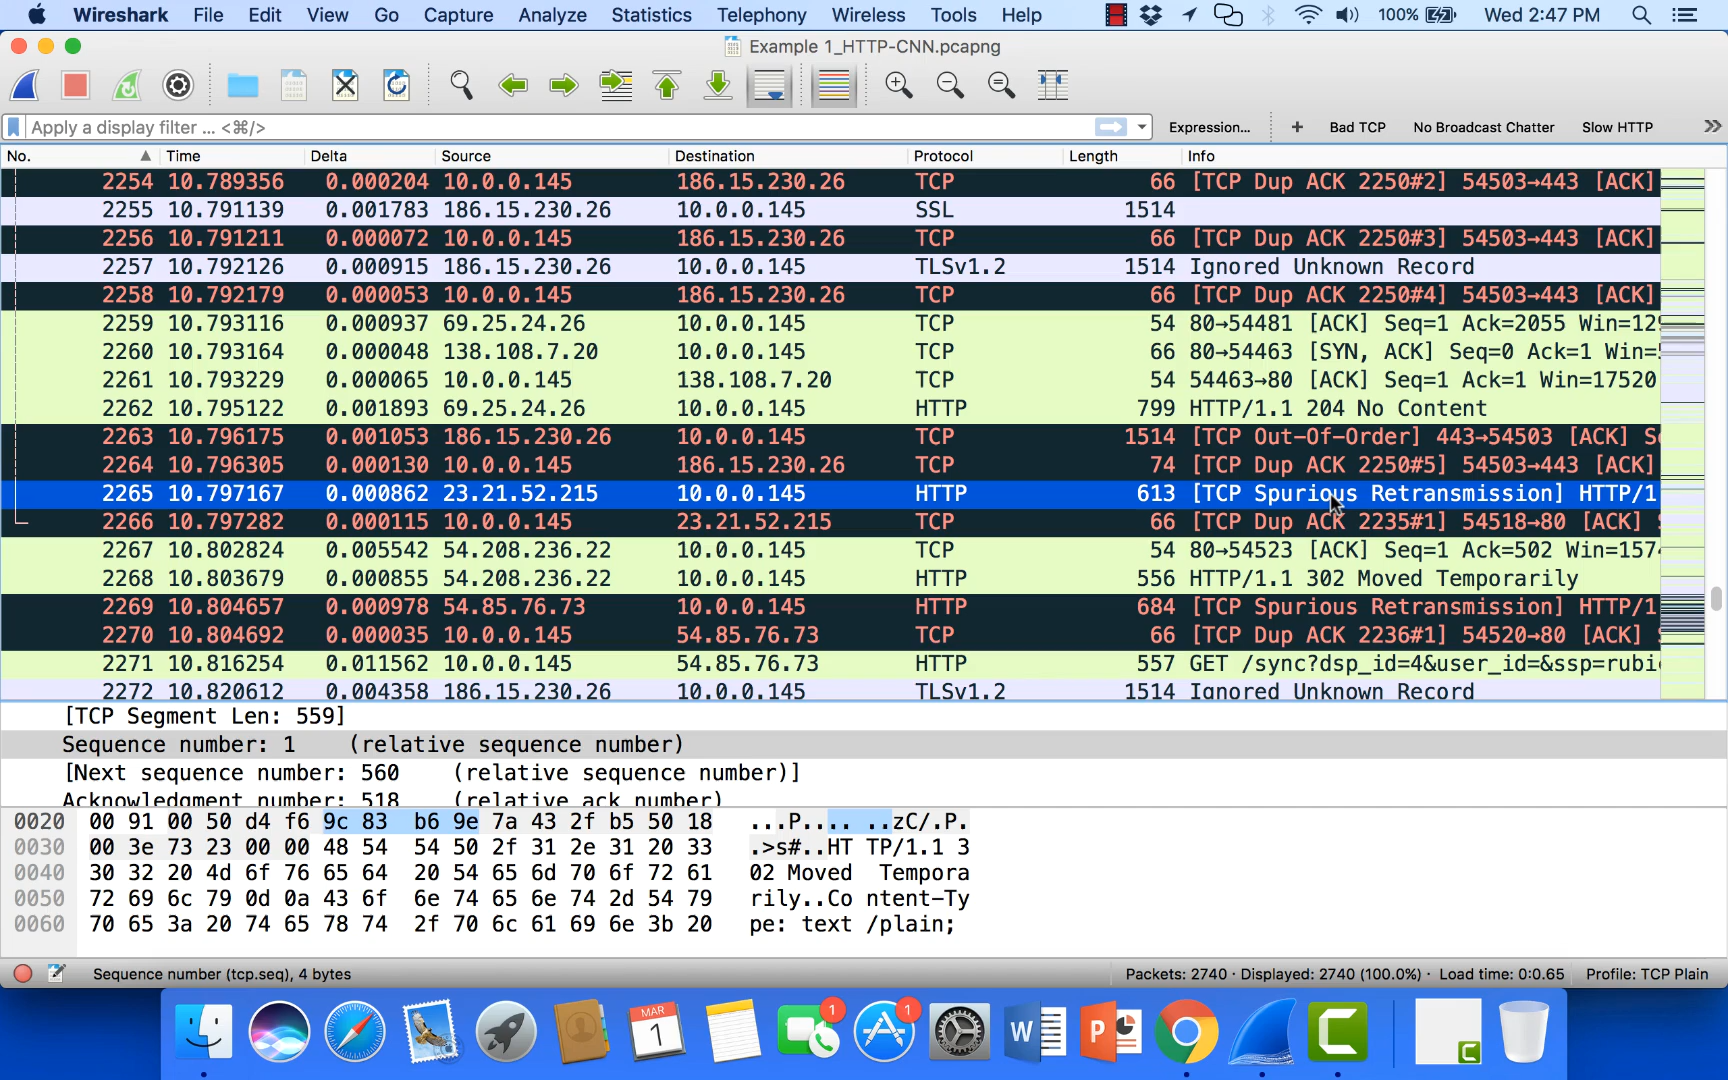 Wireshark File Edit View Go Capture Analyze Statistics Telephony Wireless Tools Help 100% Wed 2:47 PM
Example 1_HTTP-CNN.pcapng
Apply a display filter ... <⌘/> Expression... + Bad TCP No Broadcast Chatter Slow HTTP
No. Time Delta Source Destination Protocol Length Info
2254 10.789356 0.000204 10.0.0.145 186.15.230.26 TCP 66 [TCP Dup ACK 2250#2] 54503→443 [ACK]
2255 10.791139 0.001783 186.15.230.26 10.0.0.145 SSL 1514
2256 10.791211 0.000072 10.0.0.145 186.15.230.26 TCP 66 [TCP Dup ACK 2250#3] 54503→443 [ACK]
2257 10.792126 0.000915 186.15.230.26 10.0.0.145 TLSv1.2 1514 Ignored Unknown Record
2258 10.792179 0.000053 10.0.0.145 186.15.230.26 TCP 66 [TCP Dup ACK 2250#4] 54503→443 [ACK]
2259 10.793116 0.000937 69.25.24.26 10.0.0.145 TCP 54 80→54481 [ACK] Seq=1 Ack=2055 Win=12
2260 10.793164 0.000048 138.108.7.20 10.0.0.145 TCP 66 80→54463 [SYN, ACK] Seq=0 Ack=1 Win=
2261 10.793229 0.000065 10.0.0.145 138.108.7.20 TCP 54 54463→80 [ACK] Seq=1 Ack=1 Win=17520
2262 10.795122 0.001893 69.25.24.26 10.0.0.145 HTTP 799 HTTP/1.1 204 No Content
2263 10.796175 0.001053 186.15.230.26 10.0.0.145 TCP 1514 [TCP Out-Of-Order] 443→54503 [ACK] S
2264 10.796305 0.000130 10.0.0.145 186.15.230.26 TCP 74 [TCP Dup ACK 2250#5] 54503→443 [ACK]
2265 10.797167 0.000862 23.21.52.215 10.0.0.145 HTTP 613 [TCP Spurious Retransmission] HTTP/1
2266 10.797282 0.000115 10.0.0.145 23.21.52.215 TCP 66 [TCP Dup ACK 2235#1] 54518→80 [ACK]
2267 10.802824 0.005542 54.208.236.22 10.0.0.145 TCP 54 80→54523 [ACK] Seq=1 Ack=502 Win=157
2268 10.803679 0.000855 54.208.236.22 10.0.0.145 HTTP 556 HTTP/1.1 302 Moved Temporarily
2269 10.804657 0.000978 54.85.76.73 10.0.0.145 HTTP 684 [TCP Spurious Retransmission] HTTP/1
2270 10.804692 0.000035 10.0.0.145 54.85.76.73 TCP 66 [TCP Dup ACK 2236#1] 54520→80 [ACK]
2271 10.816254 0.011562 10.0.0.145 54.85.76.73 HTTP 557 GET /sync?dsp_id=4&user_id=&ssp=rubi
2272 10.820612 0.004358 186.15.230.26 10.0.0.145 TLSv1.2 1514 Ignored Unknown Record
[TCP Segment Len: 559]
Sequence number: 1 (relative sequence number)
[Next sequence number: 560 (relative sequence number)]
Acknowledgment number: 518 (relative ack number)
0020 00 91 00 50 d4 f6 9c 83 b6 9e 7a 43 2f b5 50 18 ...P.... ..zC/.P.
0030 00 3e 73 23 00 00 48 54 54 50 2f 31 2e 31 20 33 .>s#..HT TP/1.1 3
0040 30 32 20 4d 6f 76 65 64 20 54 65 6d 70 6f 72 61 02 Moved Tempora
0050 72 69 6c 79 0d 0a 43 6f 6e 74 65 6e 74 2d 54 79 rily..Co ntent-Ty
0060 70 65 3a 20 74 65 78 74 2f 70 6c 61 69 6e 3b 20 pe: text /plain;
Sequence number (tcp.seq), 4 bytes Packets: 2740 · Displayed: 2740 (100.0%) · Load time: 0:0.65 Profile: TCP Plain
MAR
1
1
1
W
P
C
C